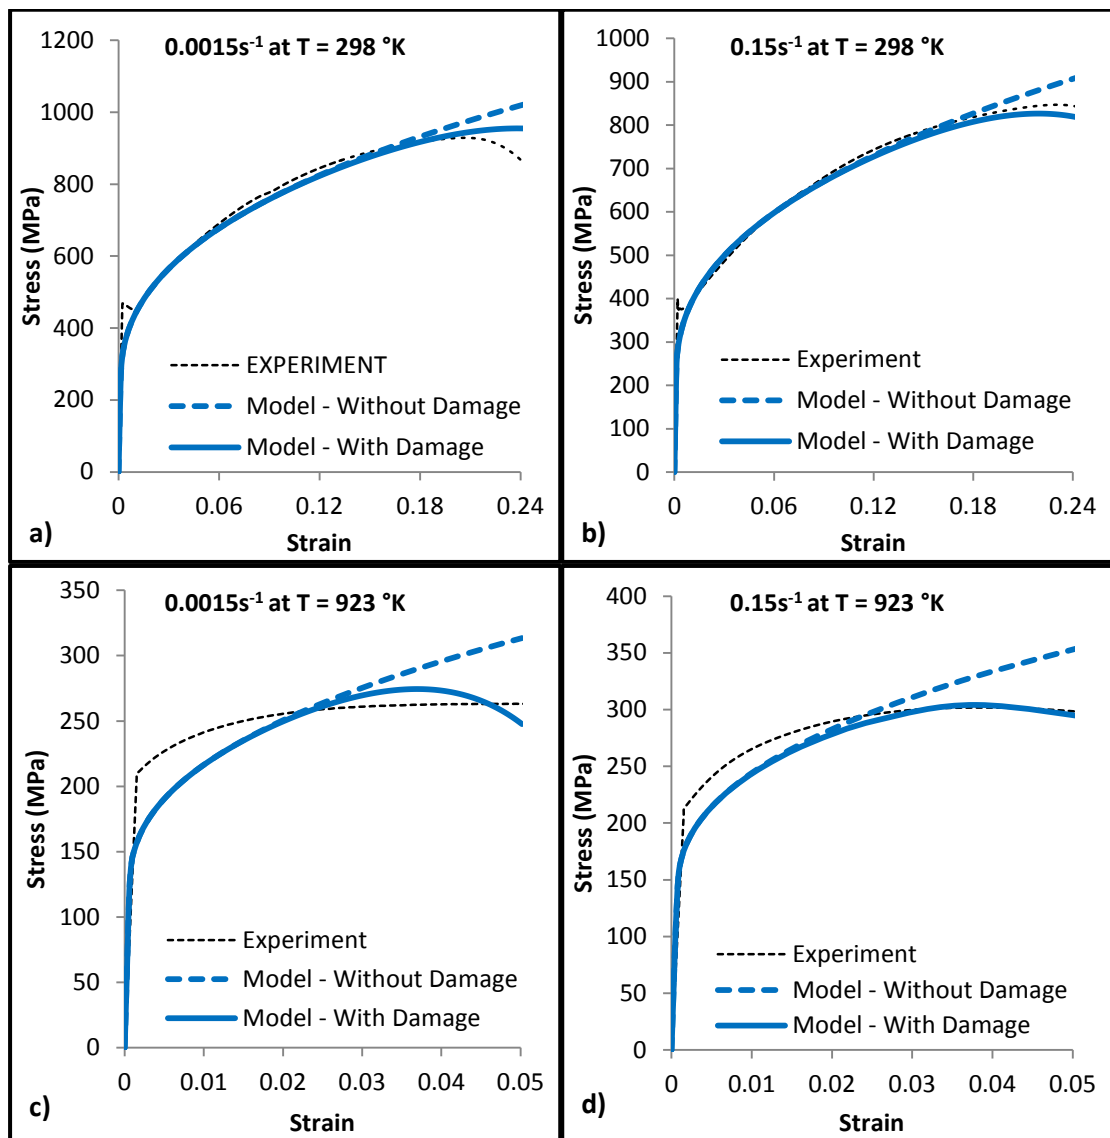 0.0015s⁻¹ at T = 298 °K
1200
1000
800
600
400
200
0
Stress (MPa)
EXPERIMENT
Model - Without Damage
Model - With Damage
0 0.06 0.12 0.18 0.24
Strain
a)
0.15s⁻¹ at T = 298 °K
1000
900
800
700
600
500
400
300
200
100
0
Stress (MPa)
Experiment
Model - Without Damage
Model - With Damage
0 0.06 0.12 0.18 0.24
Strain
b)
0.0015s⁻¹ at T = 923 °K
350
300
250
200
150
100
50
0
Stress (MPa)
Experiment
Model - Without Damage
Model - With Damage
0 0.01 0.02 0.03 0.04 0.05
Strain
c)
0.15s⁻¹ at T = 923 °K
400
350
300
250
200
150
100
50
0
Stress (MPa)
Experiment
Model - Without Damage
Model - With Damage
0 0.01 0.02 0.03 0.04 0.05
Strain
d)